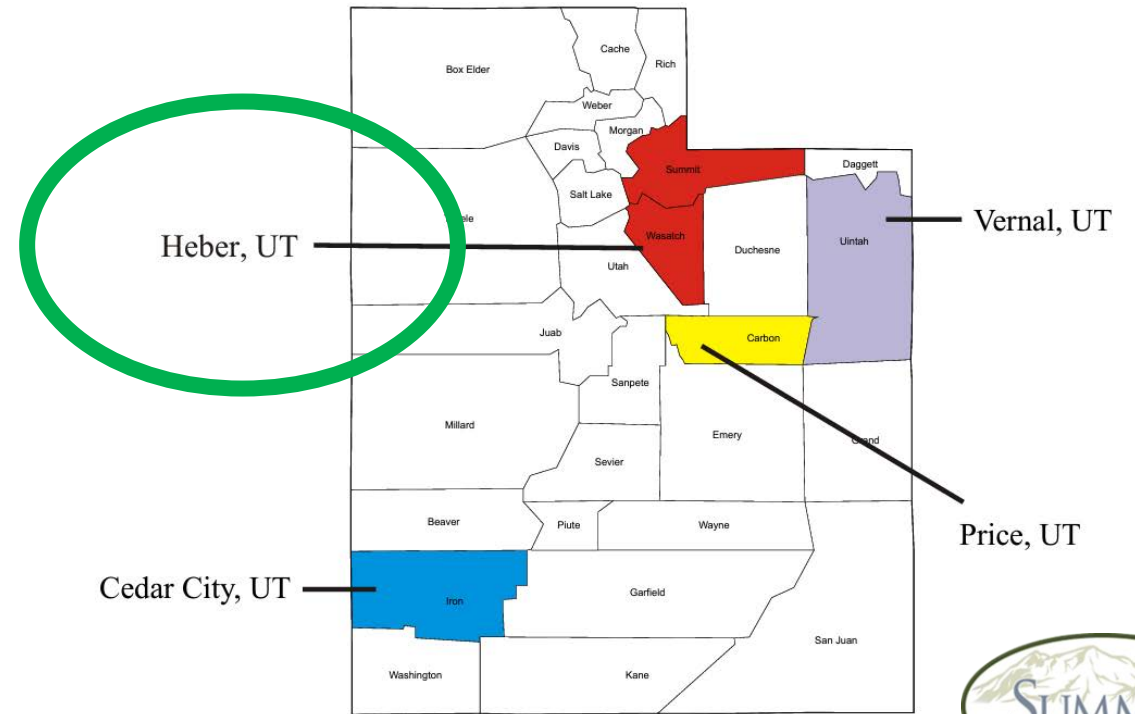 Cache
Rich
Box Elder
Weber
Morgan
Davis
Summit
Daggett
Salt Lake
Vernal, UT
Heber, UT
Wasatch
Uintah
Duchesne
Utah
Juab
Carbon
Sanpete
Millard
Emery
Sevier
Beaver
Piute
Wayne
Price, UT
Cedar City, UT
Iron
Garfield
San Juan
Washington
Kane